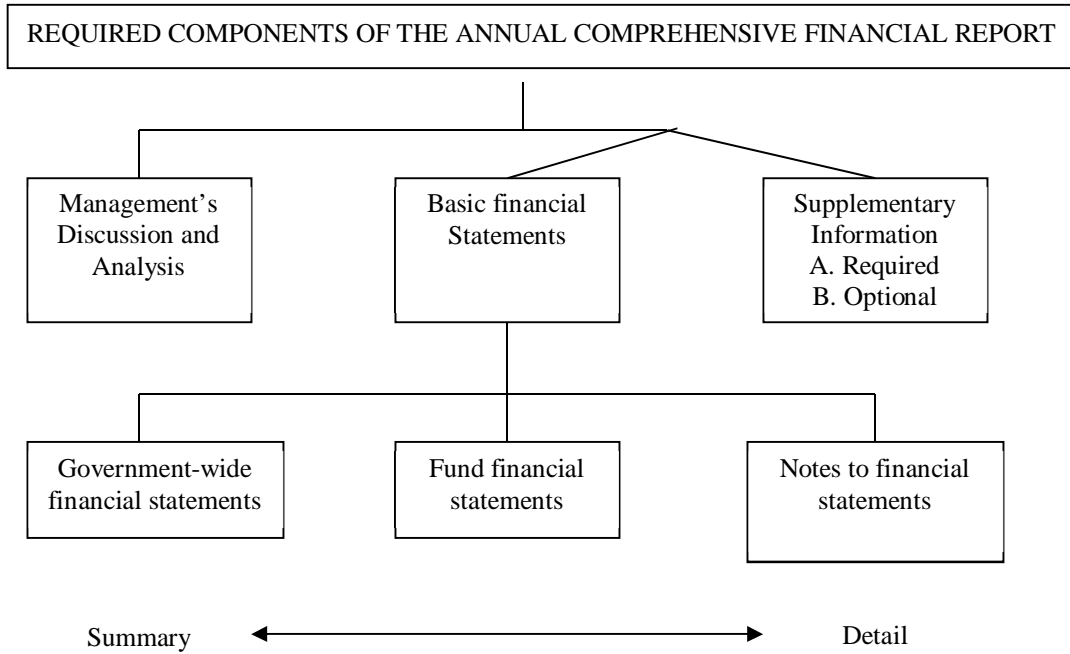 REQUIRED COMPONENTS OF THE ANNUAL COMPREHENSIVE FINANCIAL REPORT
Management’s
Discussion and
Analysis
Basic financial
Statements
Supplementary
Information
A. Required
B. Optional
Government-wide
financial statements
Fund financial
statements
Notes to financial
statements
Summary
Detail